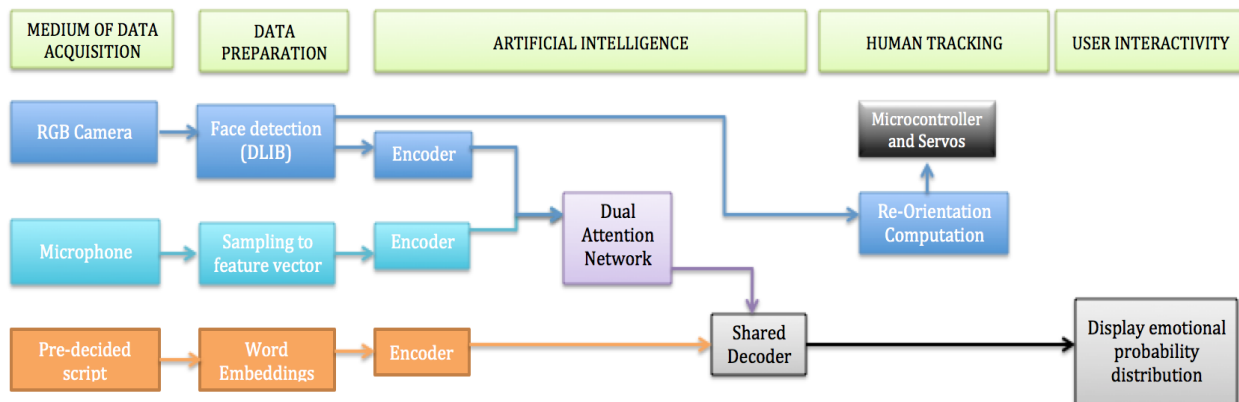 MEDIUM OF DATA
ACQUISITION
DATA
PREPARATION
ARTIFICIAL INTELLIGENCE
HUMAN TRACKING
USER INTERACTIVITY
RGB Camera
Face detection
(DLIB)
Encoder
Microcontroller
and Servos
Microphone
Sampling to
feature vector
Encoder
Dual
Attention
Network
Re-Orientation
Computation
Pre-decided
script
Word
Embeddings
Encoder
Shared
Decoder
Display emotional
probability
distribution